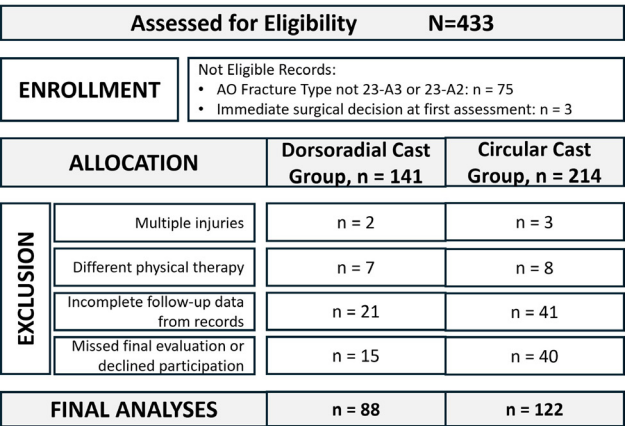 Assessed for Eligibility N=433
ENROLLMENT
Not Eligible Records:
• AO Fracture Type not 23-A3 or 23-A2: n = 75
• Immediate surgical decision at first assessment: n = 3
ALLOCATION
Dorsoradial Cast
Group, n = 141
Circular Cast
Group, n = 214
EXCLUSION
Multiple injuries
n = 2
n = 3
Different physical therapy
n = 7
n = 8
Incomplete follow-up data
from records
n = 21
n = 41
Missed final evaluation or
declined participation
n = 15
n = 40
FINAL ANALYSES
n = 88
n = 122